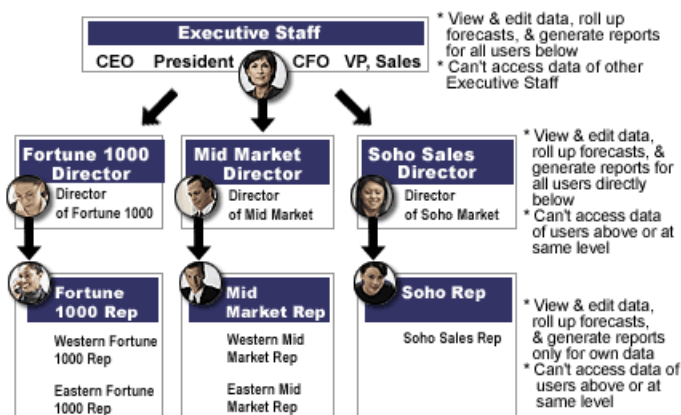 Executive Staff
CEO President CFO VP, Sales
* View & edit data, roll up
forecasts, & generate reports
for all users below
* Can't access data of other
Executive Staff
Fortune 1000
Director
Director
of Fortune 1000
Mid Market
Director
Director
of Mid Market
Soho Sales
Director
Director
of Soho Market
* View & edit data,
roll up forecasts, &
generate reports for
all users directly
below
* Can't access data
of users above or at
same level
Fortune
1000 Rep
Western Fortune
1000 Rep
Eastern Fortune
1000 Rep
Mid
Market Rep
Western Mid
Market Rep
Eastern Mid
Market Rep
Soho Rep
Soho Sales Rep
* View & edit data,
roll up forecasts,
& generate reports
only for own data
* Can't access data of
users above or at
same level